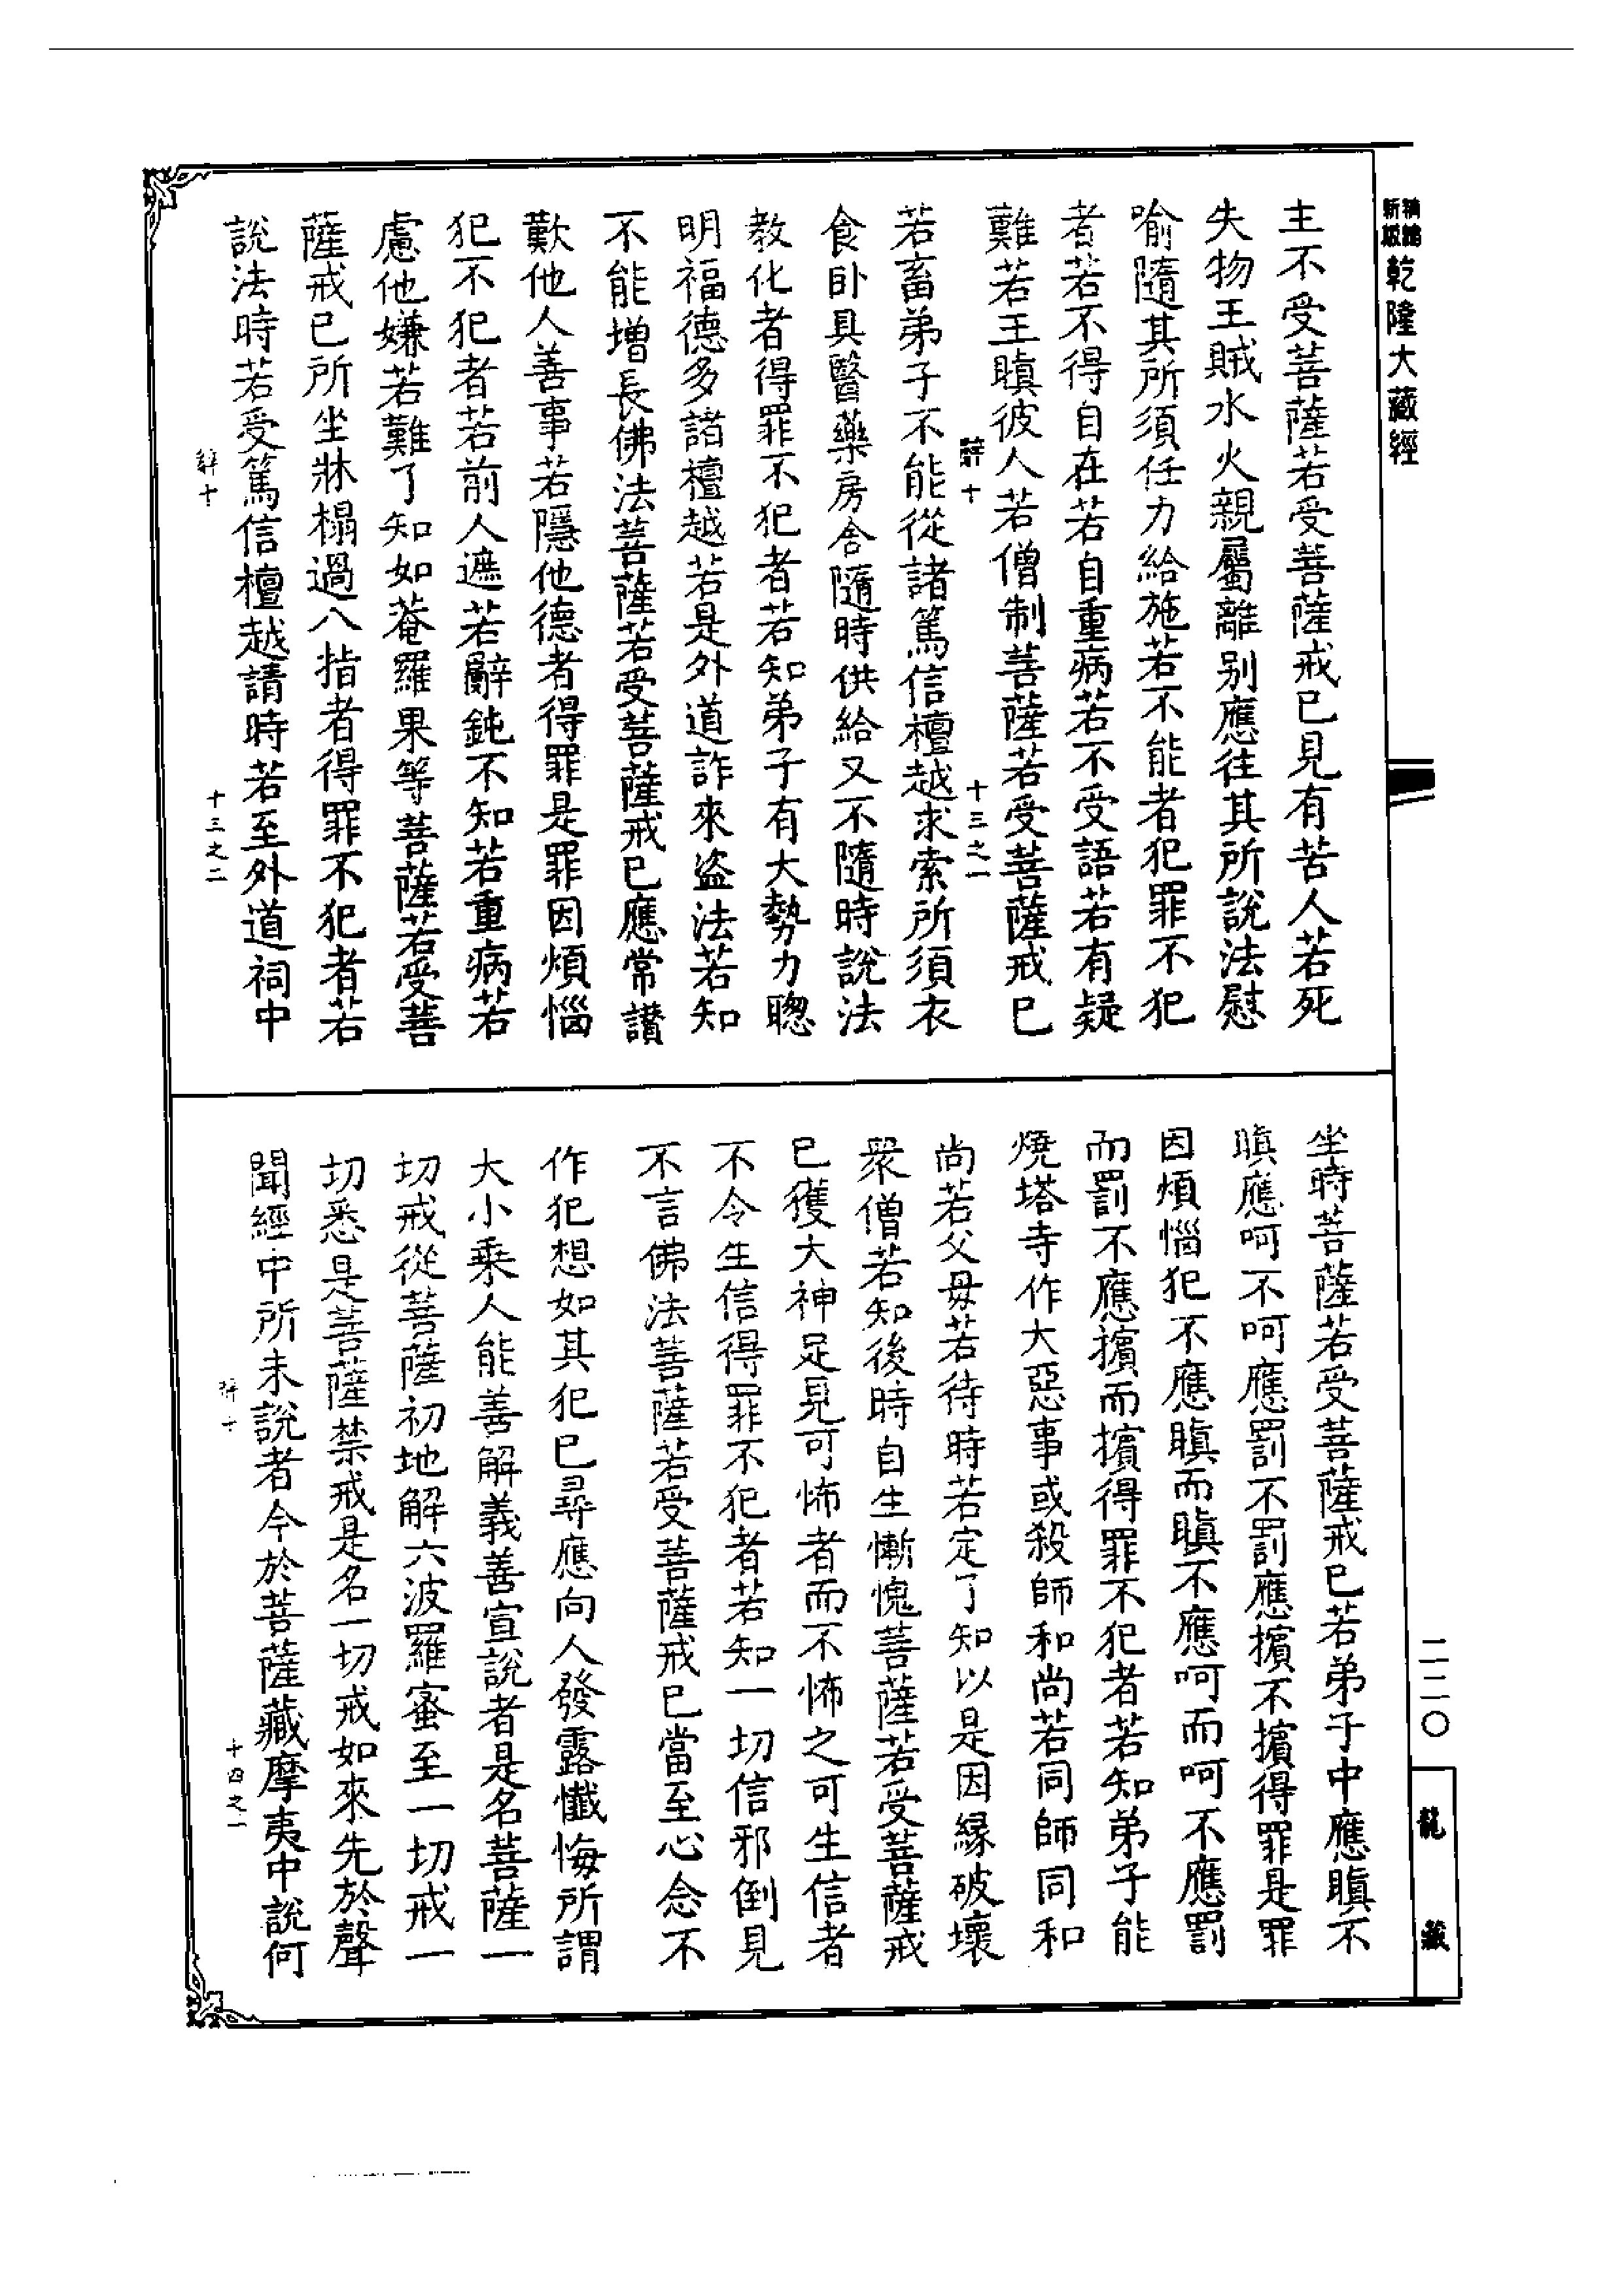 新編縮版乾隆大藏經
主不受菩薩若受菩薩戒已見有苦人若死
失物王賊水火親屬離别應往其所說法慰
喻隨其所須任力給施若不能者犯罪不犯
者若不得自在若自重病若不受語若有疑
難若王瞋彼人若僧制菩薩若受菩薩戒已
辭十 十三之一
若畜弟子不能從諸篤信檀越求索所須衣
食卧具醫藥房舍隨時供給又不隨時說法
教化者得罪不犯者若知弟子有大勢力聰
明福德多諸檀越若是外道詐來盜法若知
不能增長佛法菩薩若受菩薩戒已應常讃
歎他人善事若隱他德者得罪是罪因煩惱
犯不犯者若前人遮若辭鈍不知若重病若
慮他嫌若難了知如菴羅果等菩薩若受菩
薩戒已所坐牀榻過八指者得罪不犯者若
說法時若受篤信檀越請時若至外道祠中
辭十 十三之二
坐時菩薩若受菩薩戒已若弟子中應瞋不
瞋應呵不呵應罰不罰應擯不擯得罪是罪
因煩惱犯不應瞋而瞋不應呵而呵不應罰
而罰不應擯而擯得罪不犯者若知弟子能
燒塔寺作大惡事或殺師和尚若同師同和
尚若父母若待時若定了知以是因緣破壞
衆僧若知後時自生慚愧菩薩若受菩薩戒
已獲大神足見可怖者而不怖之可生信者
不令生信得罪不犯者若知一切信邪倒見
不言佛法菩薩若受菩薩戒已當至心念不
作犯想如其犯已尋應向人發露懺悔所謂
大小乘人能善解義善宣說者是名菩薩一
切戒從菩薩初地解六波羅蜜至一切戒一
切悉是菩薩禁戒是名一切戒如來先於聲
聞經中所未說者今於菩薩藏摩夷中說何
辭十 十四之一
二二〇
龍藏